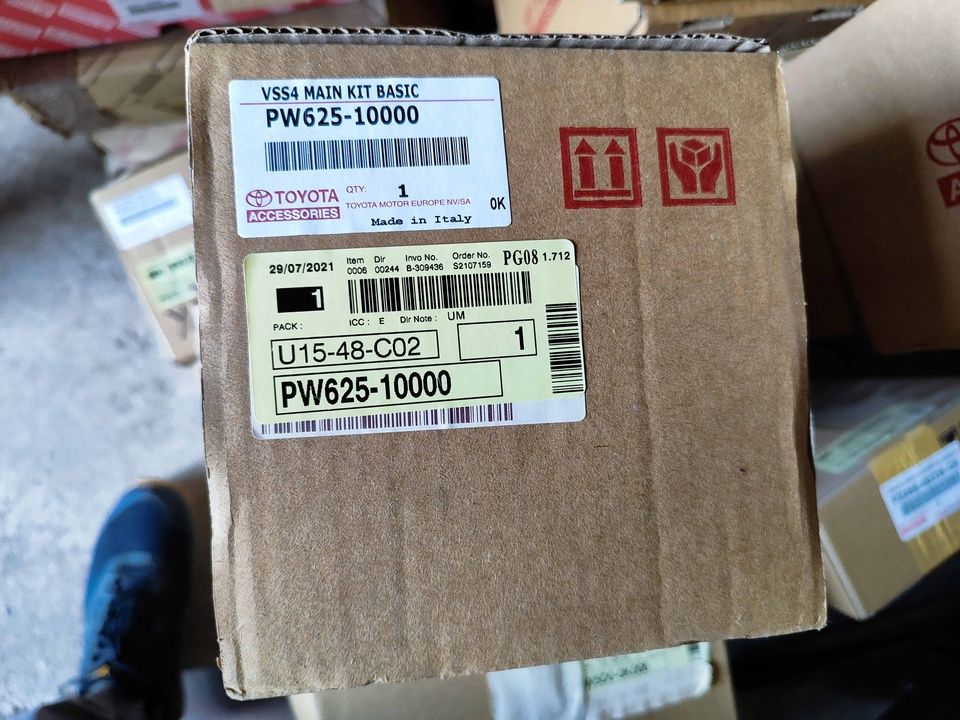 VSS4 MAIN KIT BASIC
PW625-10000
TOYOTA
ACCESSORIES
QTY: 1
TOYOTA MOTOR EUROPE NV/SA
Made in Italy
OK
29/07/2021
Item Dir Invo No. Order No. PG08 1.712
0006 00244 B-309436 S2107159
1
PACK : ICC : E Dir Note : UM
U15-48-C02 1
PW625-10000